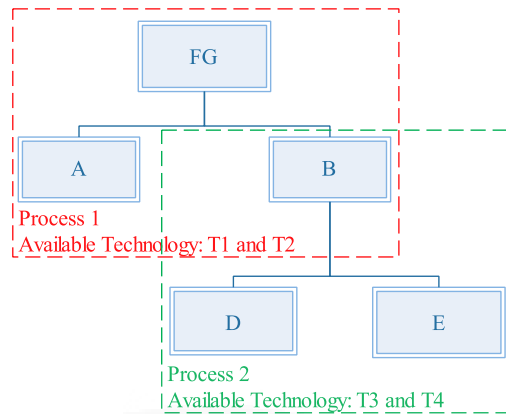 FG
A
B
Process 1
Available Technology: T1 and T2
D
E
Process 2
Available Technology: T3 and T4